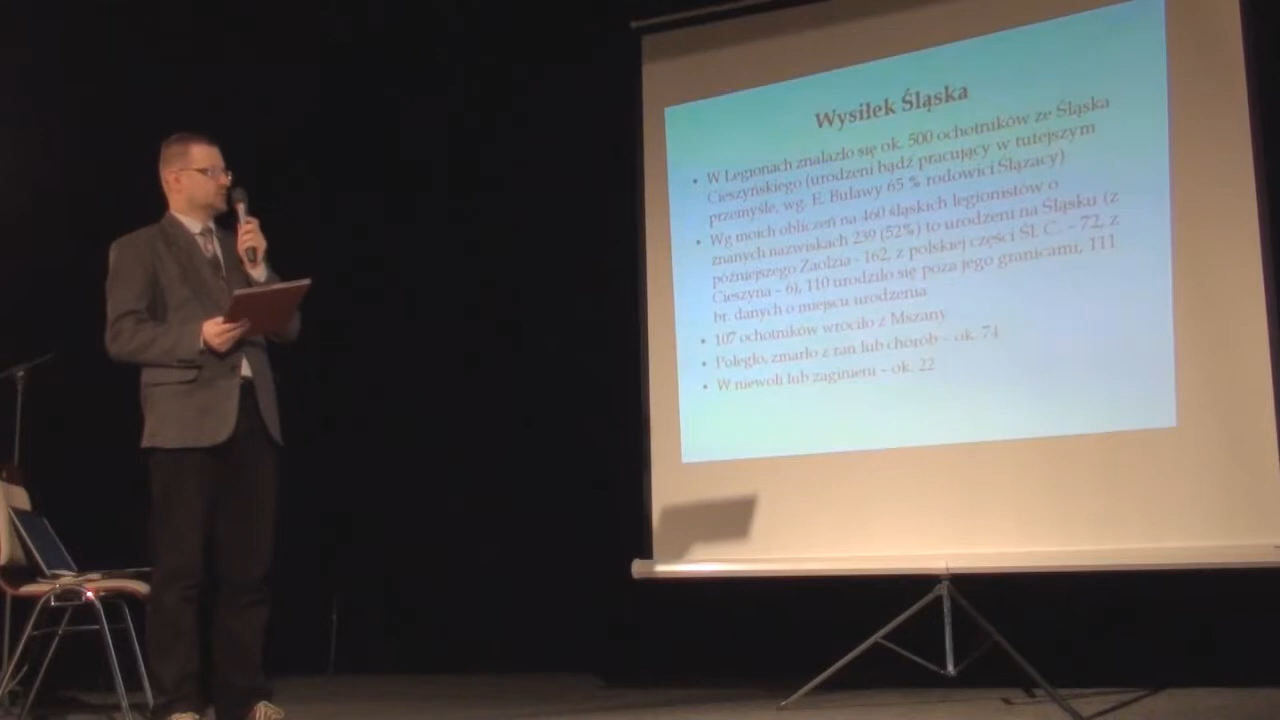 Wysiłek Śląska
• W Legionach znalazło się ok. 500 ochotników ze Śląska
Cieszyńskiego (urodzeni bądź pracujący w tutejszym
przemyśle, wg. E. Buławy 65 % rodowici Ślązacy)
• Wg moich obliczeń na 460 śląskich legionistów o
znanych nazwiskach 239 (52%) to urodzeni na Śląsku (z
późniejszego Zaolzia - 162, z polskiej części Śl. C. - 72, z
Cieszyna - 6), 110 urodziło się poza jego granicami, 111
br. danych o miejscu urodzenia
• 107 ochotników wróciło z Mszany
• Poległo, zmarło z ran lub chorób – ok. 74
• W niewoli lub zaginieni – ok. 22